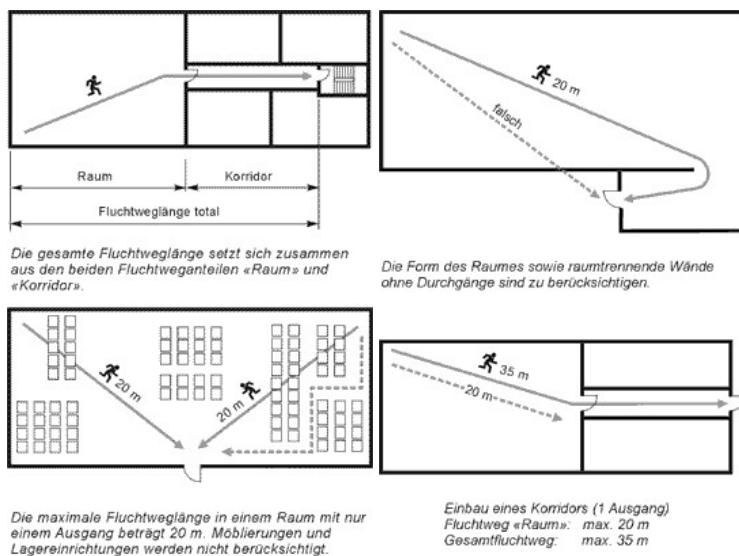 Raum
Korridor
Fluchtweglänge total
Die gesamte Fluchtweglänge setzt sich zusammen
aus den beiden Fluchtweganteilen «Raum» und
«Korridor».
20 m
falsch
Die Form des Raumes sowie raumtrennende Wände
ohne Durchgänge sind zu berücksichtigen.
20 m
20 m
Die maximale Fluchtweglänge in einem Raum mit nur
einem Ausgang beträgt 20 m. Möblierungen und
Lagereinrichtungen werden nicht berücksichtigt.
35 m
20 m
Einbau eines Korridors (1 Ausgang)
Fluchtweg «Raum»: max. 20 m
Gesamtfluchtweg: max. 35 m